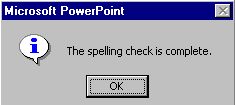 Microsoft PowerPoint
The spelling check is complete.
OK